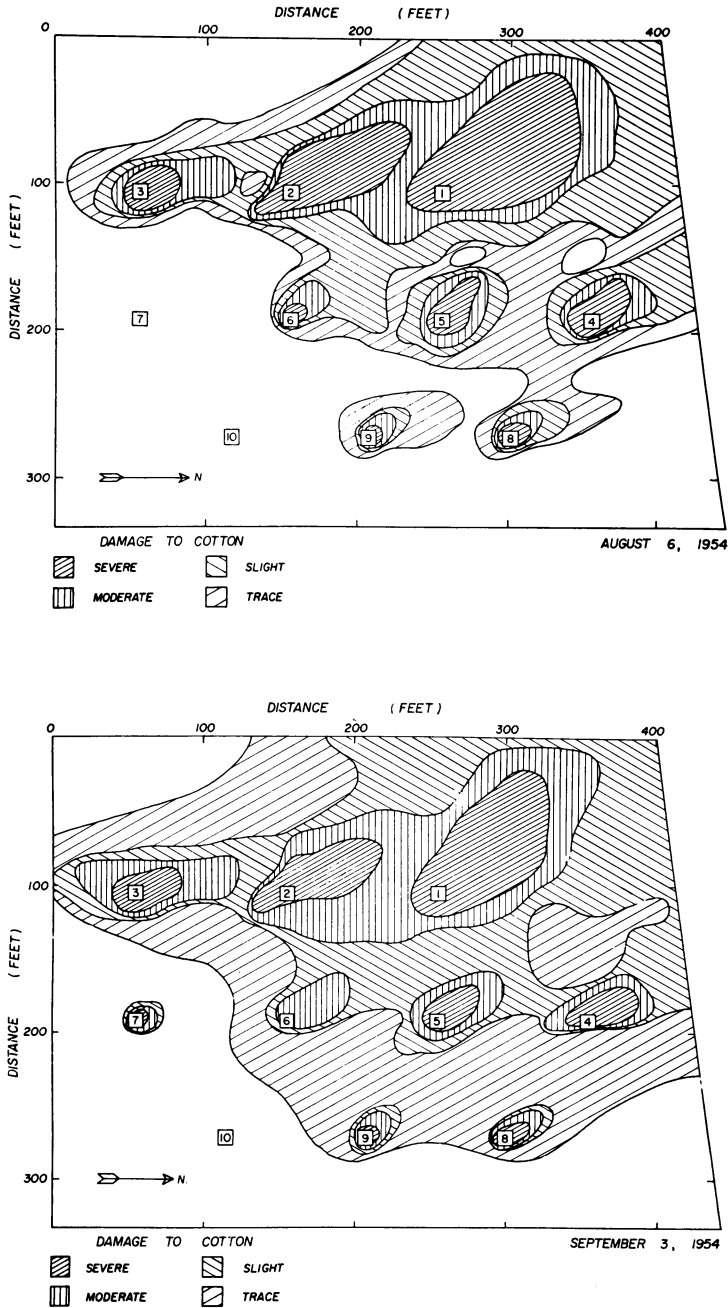 DISTANCE (FEET)
0 100 200 300 400
DISTANCE (FEET)
100
200
300
3 2 1
7 6 5 4
10 9 8
N
DAMAGE TO COTTON
AUGUST 6, 1954
SEVERE SLIGHT
MODERATE TRACE
DISTANCE (FEET)
0 100 200 300 400
DISTANCE (FEET)
100
200
300
3 2 1
7 6 5 4
10 9 8
N.
DAMAGE TO COTTON
SEPTEMBER 3, 1954
SEVERE SLIGHT
MODERATE TRACE